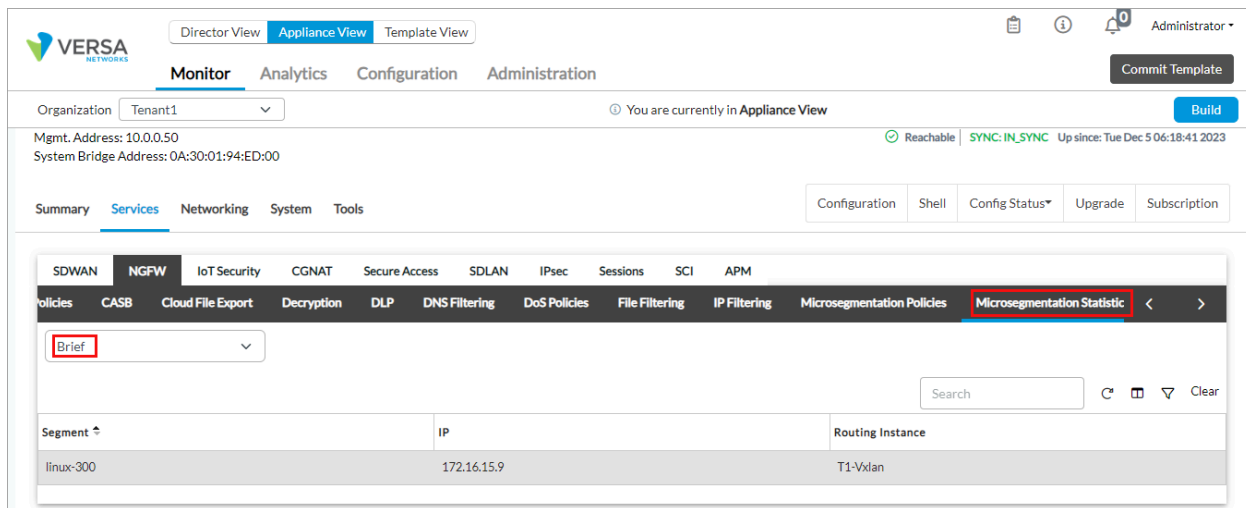 Director View Appliance View Template View
0
Administrator
VERSA
NETWORKS
Monitor Analytics Configuration Administration
Commit Template
Organization Tenant1
You are currently in Appliance View
Build
Mgmt. Address: 10.0.0.50
Reachable SYNC: IN_SYNC Up since: Tue Dec 5 06:18:41 2023
System Bridge Address: 0A:30:01:94:ED:00
Summary Services Networking System Tools
Configuration Shell Config Status Upgrade Subscription
SDWAN NGFW IoT Security CGNAT Secure Access SDLAN IPsec Sessions SCI APM
olicies CASB Cloud File Export Decryption DLP DNS Filtering DoS Policies File Filtering IP Filtering Microsegmentation Policies Microsegmentation Statistic
Brief
Search
Clear
Segment IP Routing Instance
linux-300 172.16.15.9 T1-Vxlan